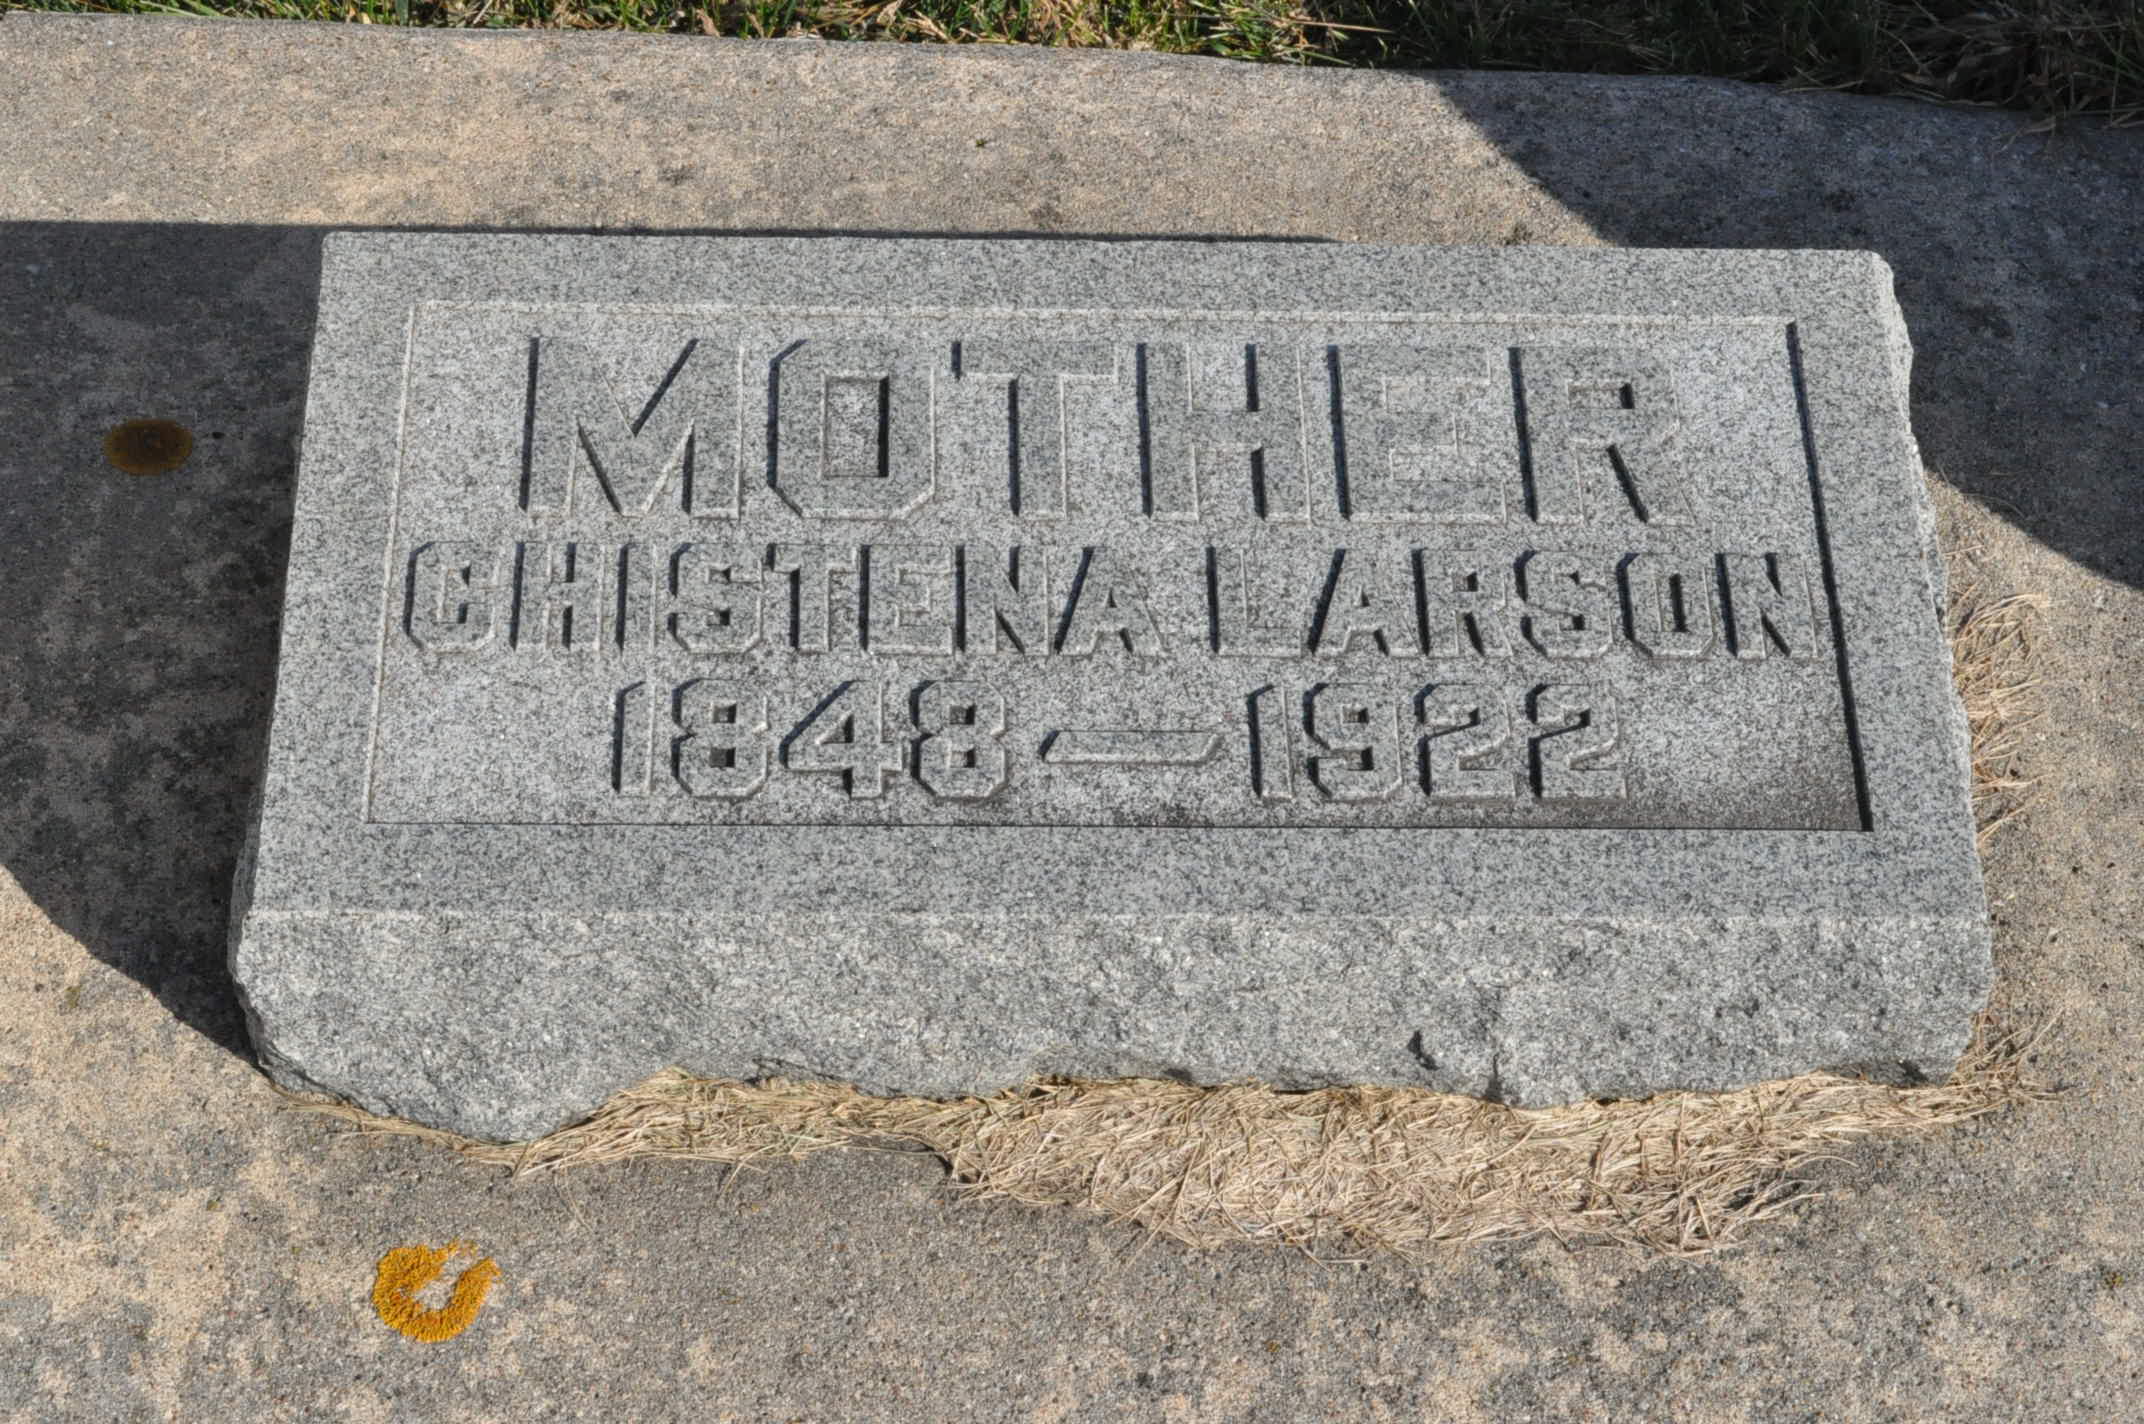 MOTHER
CHISTENA LARSON
1848 — 1922